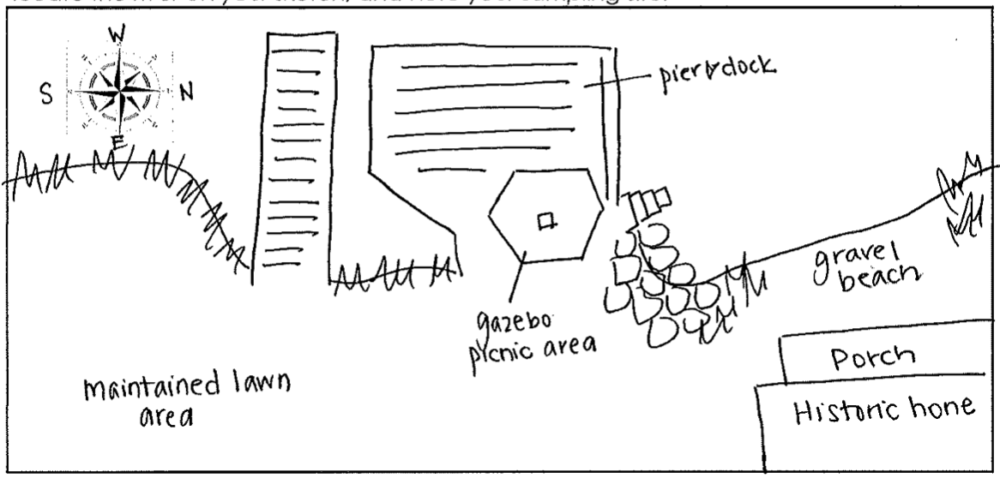 W
S
N
E
pier & dock
gravel
beach
gazebo
picnic area
Porch
maintained lawn
area
Historic hone